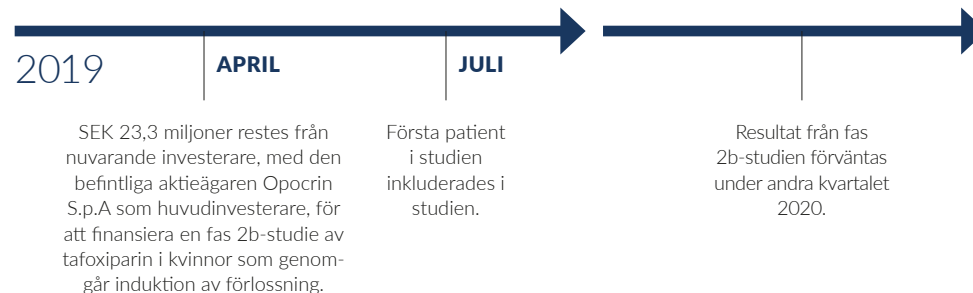 2019
APRIL
SEK 23,3 miljoner restes från
nuvarande investerare, med den
befintliga aktieägaren Opocrin
S.p.A som huvudinvesterare, för
att finansiera en fas 2b-studie av
tafoxiparin i kvinnor som genom-
går induktion av förlossning.
JULI
Första patient
i studien
inkluderades i
studien.
Resultat från fas
2b-studien förväntas
under andra kvartalet
2020.